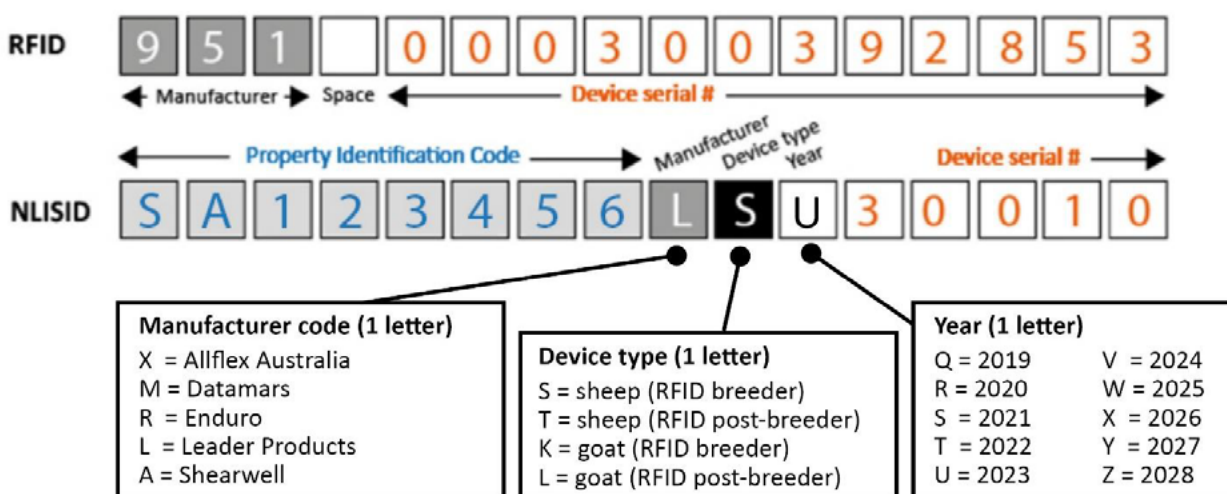 RFID 9 5 1 0 0 0 3 0 0 3 9 2 8 5 3
Manufacturer Space Device serial #
Property Identification Code Manufacturer Device type Year Device serial #
NLISID S A 1 2 3 4 5 6 L S U 3 0 0 1 0
Manufacturer code (1 letter)
X = Allflex Australia
M = Datamars
R = Enduro
L = Leader Products
A = Shearwell
Device type (1 letter)
S = sheep (RFID breeder)
T = sheep (RFID post-breeder)
K = goat (RFID breeder)
L = goat (RFID post-breeder)
Year (1 letter)
Q = 2019 V = 2024
R = 2020 W = 2025
S = 2021 X = 2026
T = 2022 Y = 2027
U = 2023 Z = 2028